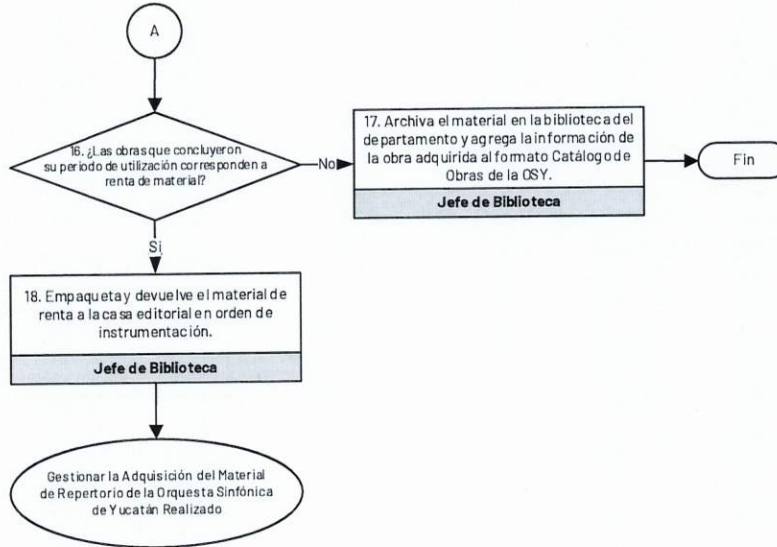 A
16. ¿Las obras que concluyeron
su periodo de utilización corresponden a
renta de material?
No
17. Archiva el material en la biblioteca del
departamento y agrega la información de
la obra adquirida al formato Catálogo de
Obras de la OSY.
Jefe de Biblioteca
Fin
Si
18. Empaqueta y devuelve el material de
renta a la casa editorial en orden de
instrumentación.
Jefe de Biblioteca
Gestionar la Adquisición del Material
de Repertorio de la Orquesta Sinfónica
de Yucatán Realizado